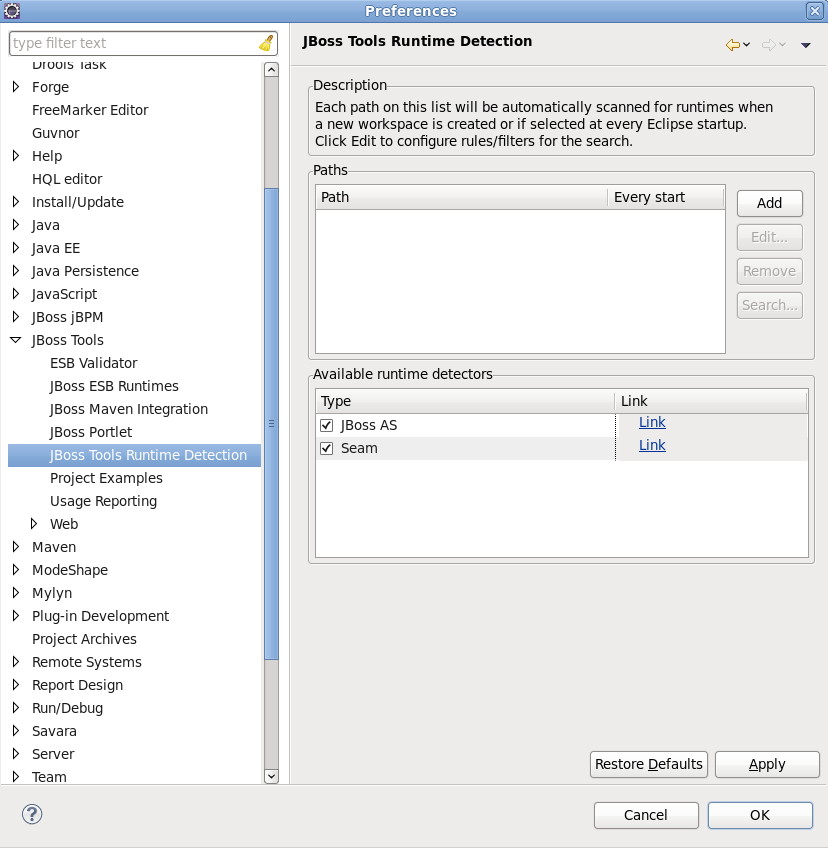 Preferences
type filter text
Drools Task
Forge
FreeMarker Editor
Guvnor
Help
HQL editor
Install/Update
Java
Java EE
Java Persistence
JavaScript
JBoss jBPM
JBoss Tools
ESB Validator
JBoss ESB Runtimes
JBoss Maven Integration
JBoss Portlet
JBoss Tools Runtime Detection
Project Examples
Usage Reporting
Web
Maven
ModeShape
Mylyn
Plug-in Development
Project Archives
Remote Systems
Report Design
Run/Debug
Savara
Server
Team
JBoss Tools Runtime Detection
Description
Each path on this list will be automatically scanned for runtimes when
a new workspace is created or if selected at every Eclipse startup.
Click Edit to configure rules/filters for the search.
Paths
Path Every start
Add
Edit...
Remove
Search...
Available runtime detectors
Type Link
JBoss AS Link
Seam Link
Restore Defaults Apply
Cancel OK